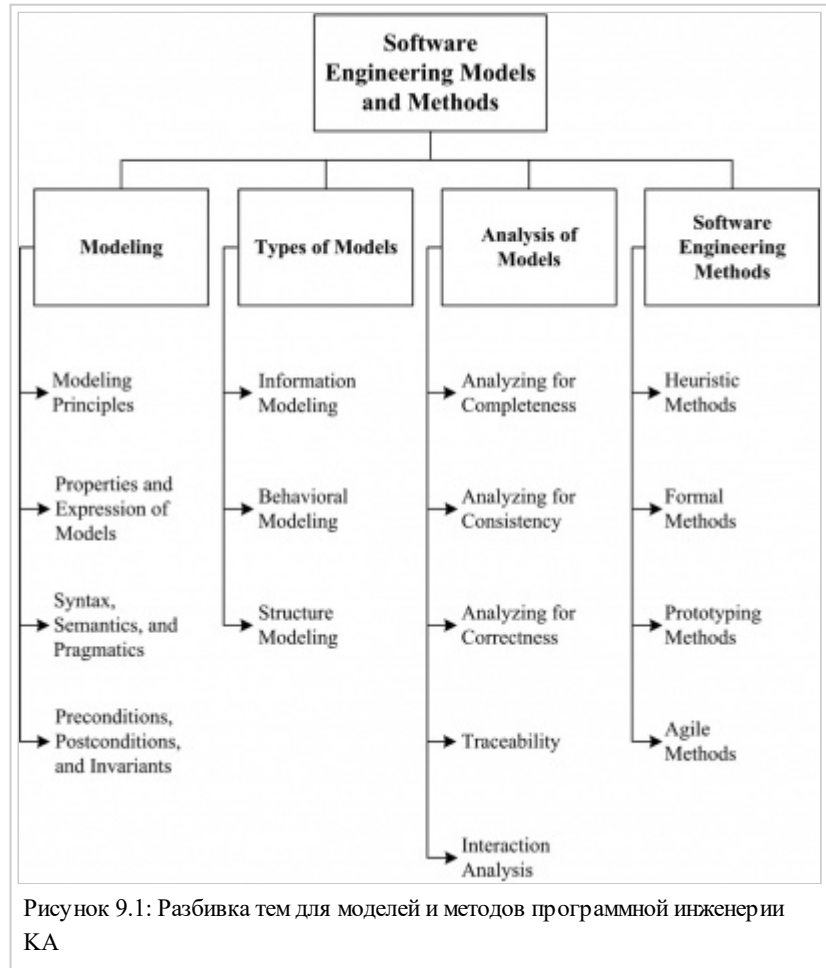 Software
Engineering Models
and Methods
Modeling
Modeling
Principles
Properties and
Expression of
Models
Syntax,
Semantics, and
Pragmatics
Preconditions,
Postconditions,
and Invariants
Types of Models
Information
Modeling
Behavioral
Modeling
Structure
Modeling
Analysis of
Models
Analyzing for
Completeness
Analyzing for
Consistency
Analyzing for
Correctness
Traceability
Interaction
Analysis
Software
Engineering
Methods
Heuristic
Methods
Formal
Methods
Prototyping
Methods
Agile
Methods
Рисунок 9.1: Разбивка тем для моделей и методов программной инженерии
КА